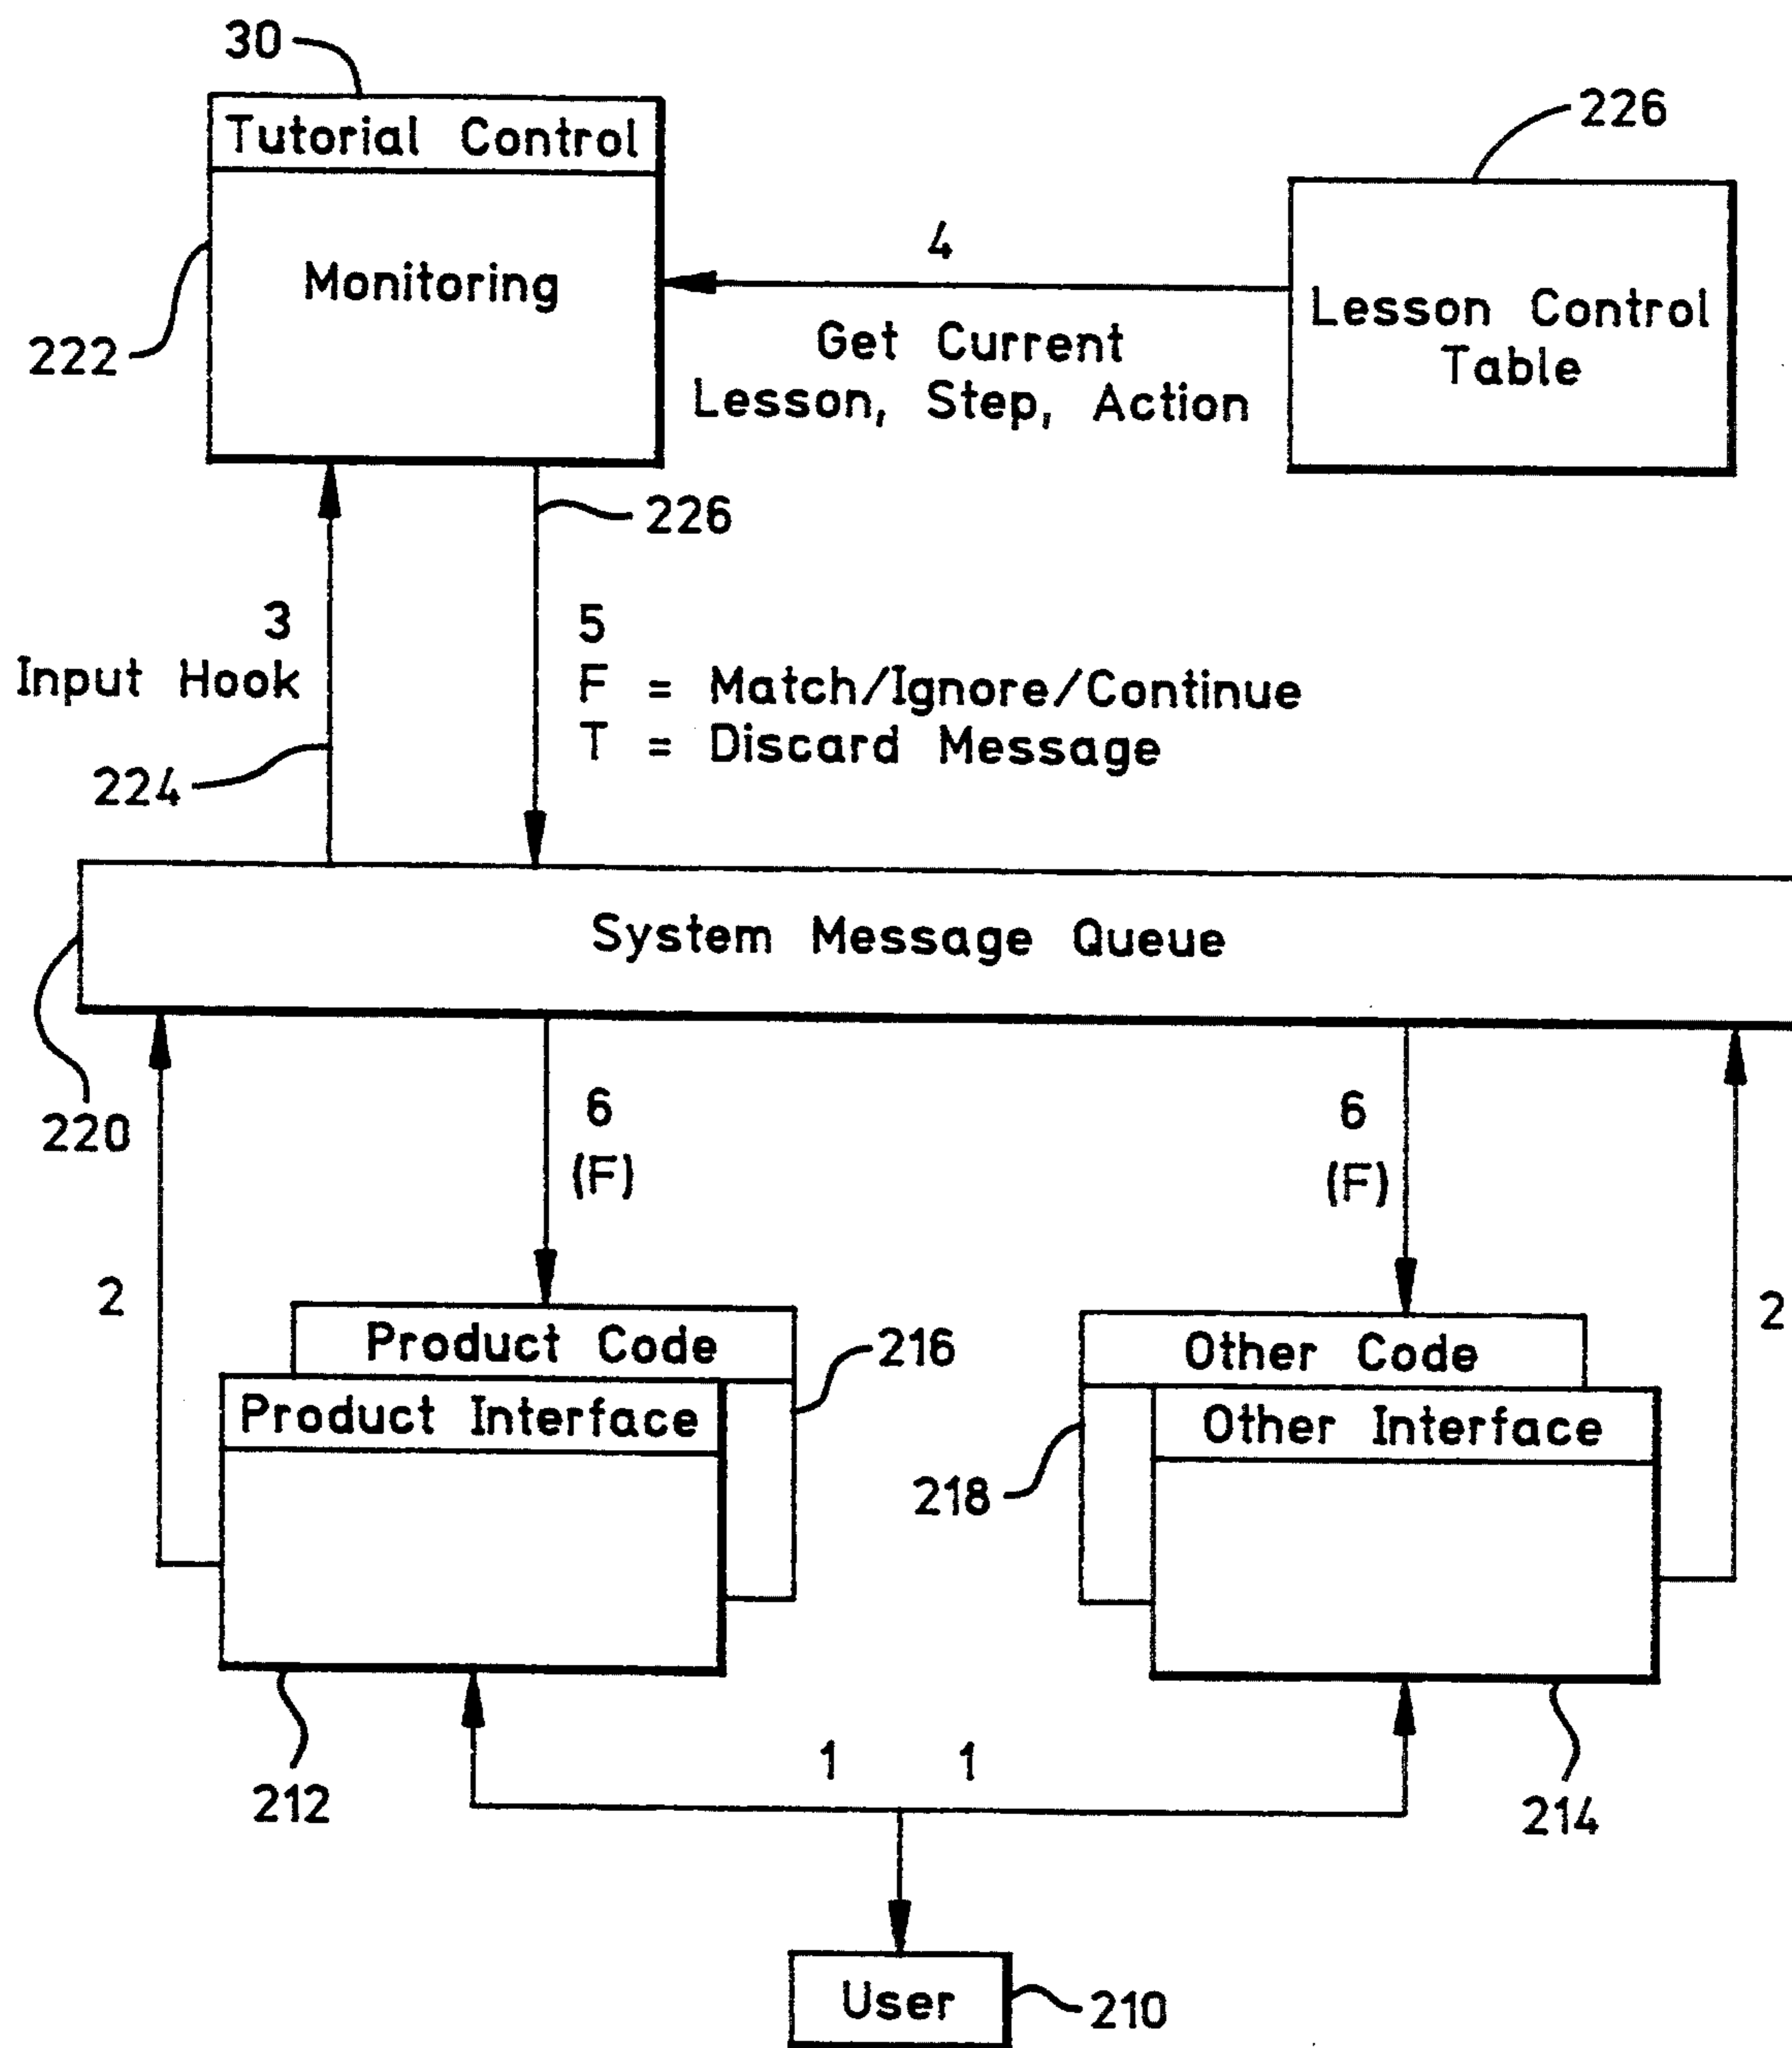 30
Tutorial Control
226
Monitoring
222
4
Get Current
Lesson, Step, Action
Lesson Control
Table
226
3
Input Hook
224
5
F = Match/Ignore/Continue
T = Discard Message
System Message Queue
220
6
(F)
6
(F)
2
2
Product Code
216
Product Interface
Other Code
Other Interface
218
212
1
1
214
User
210